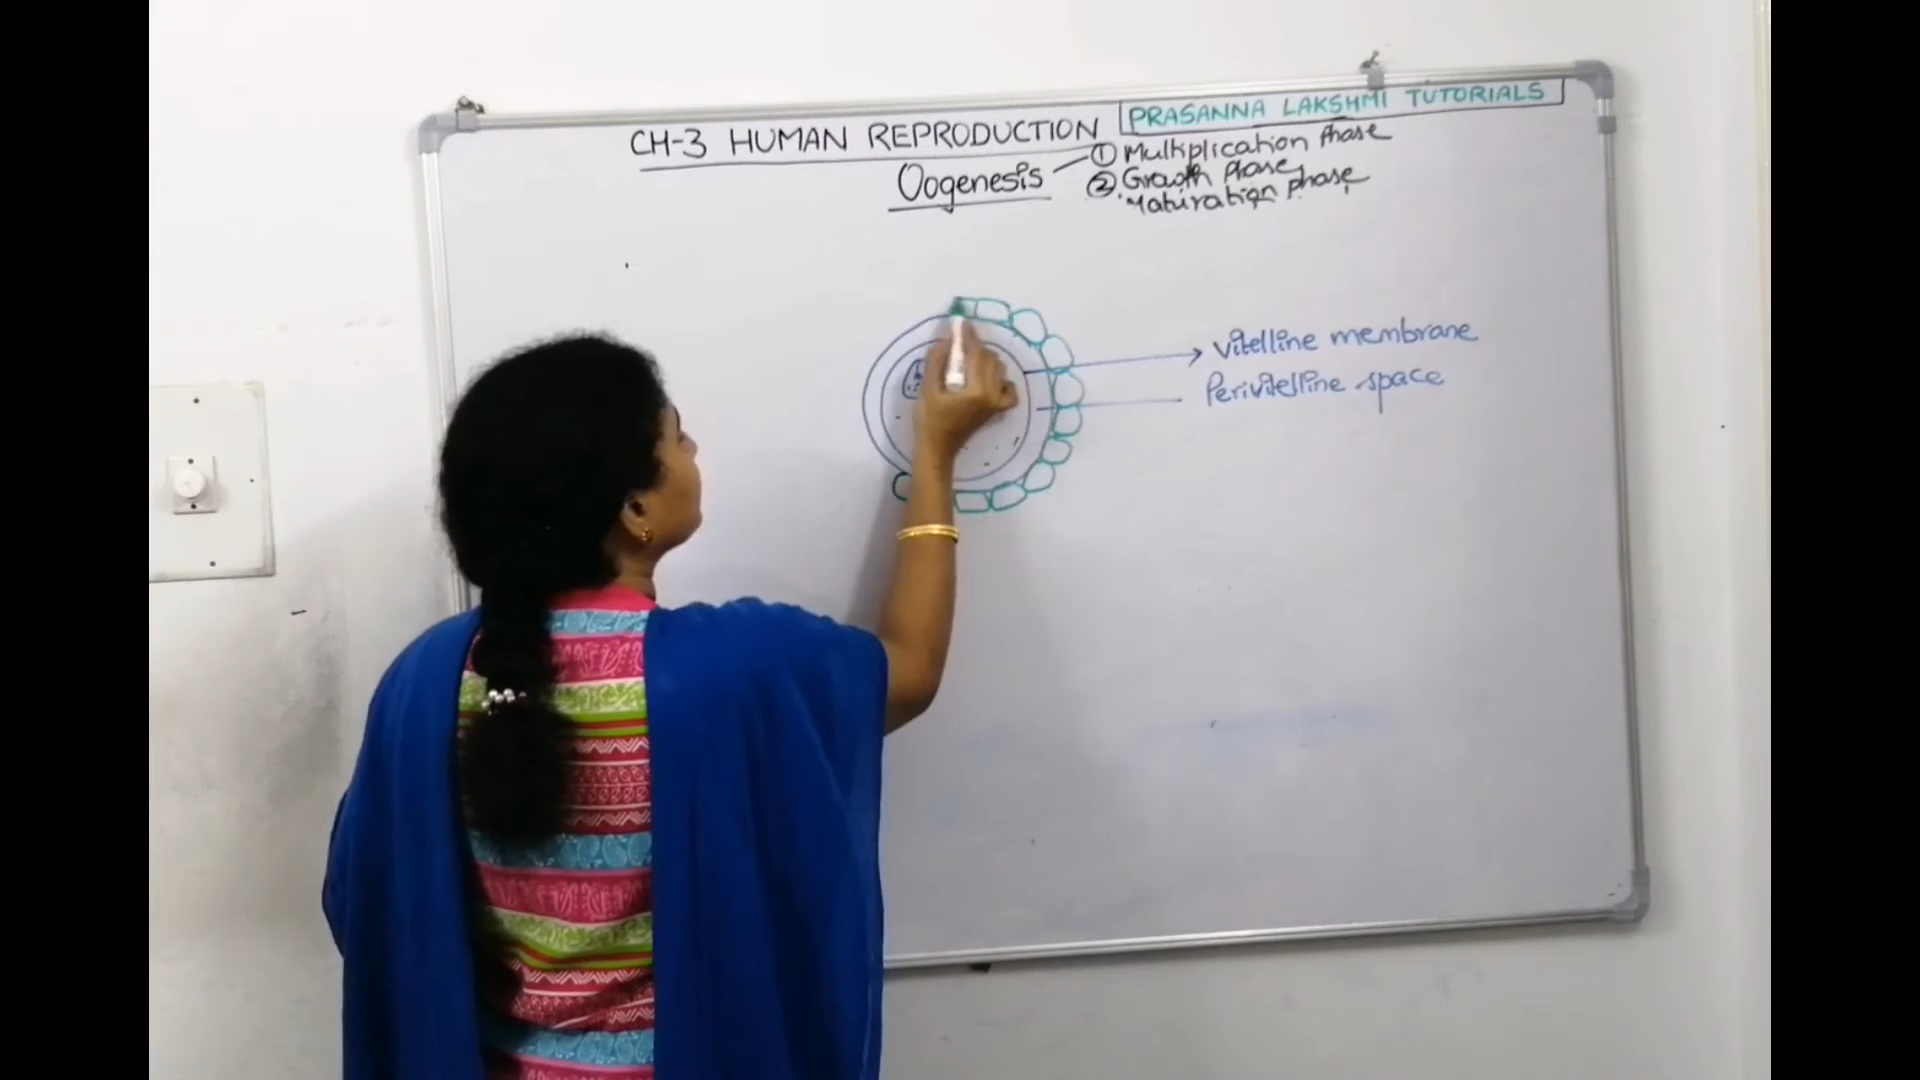 PRASANNA LAKSHMI TUTORIALS
CH-3 HUMAN REPRODUCTION
Oogenesis
① Multiplication Phase
② Growth Phase
Maturation phase
Vitelline membrane
Perivitelline space